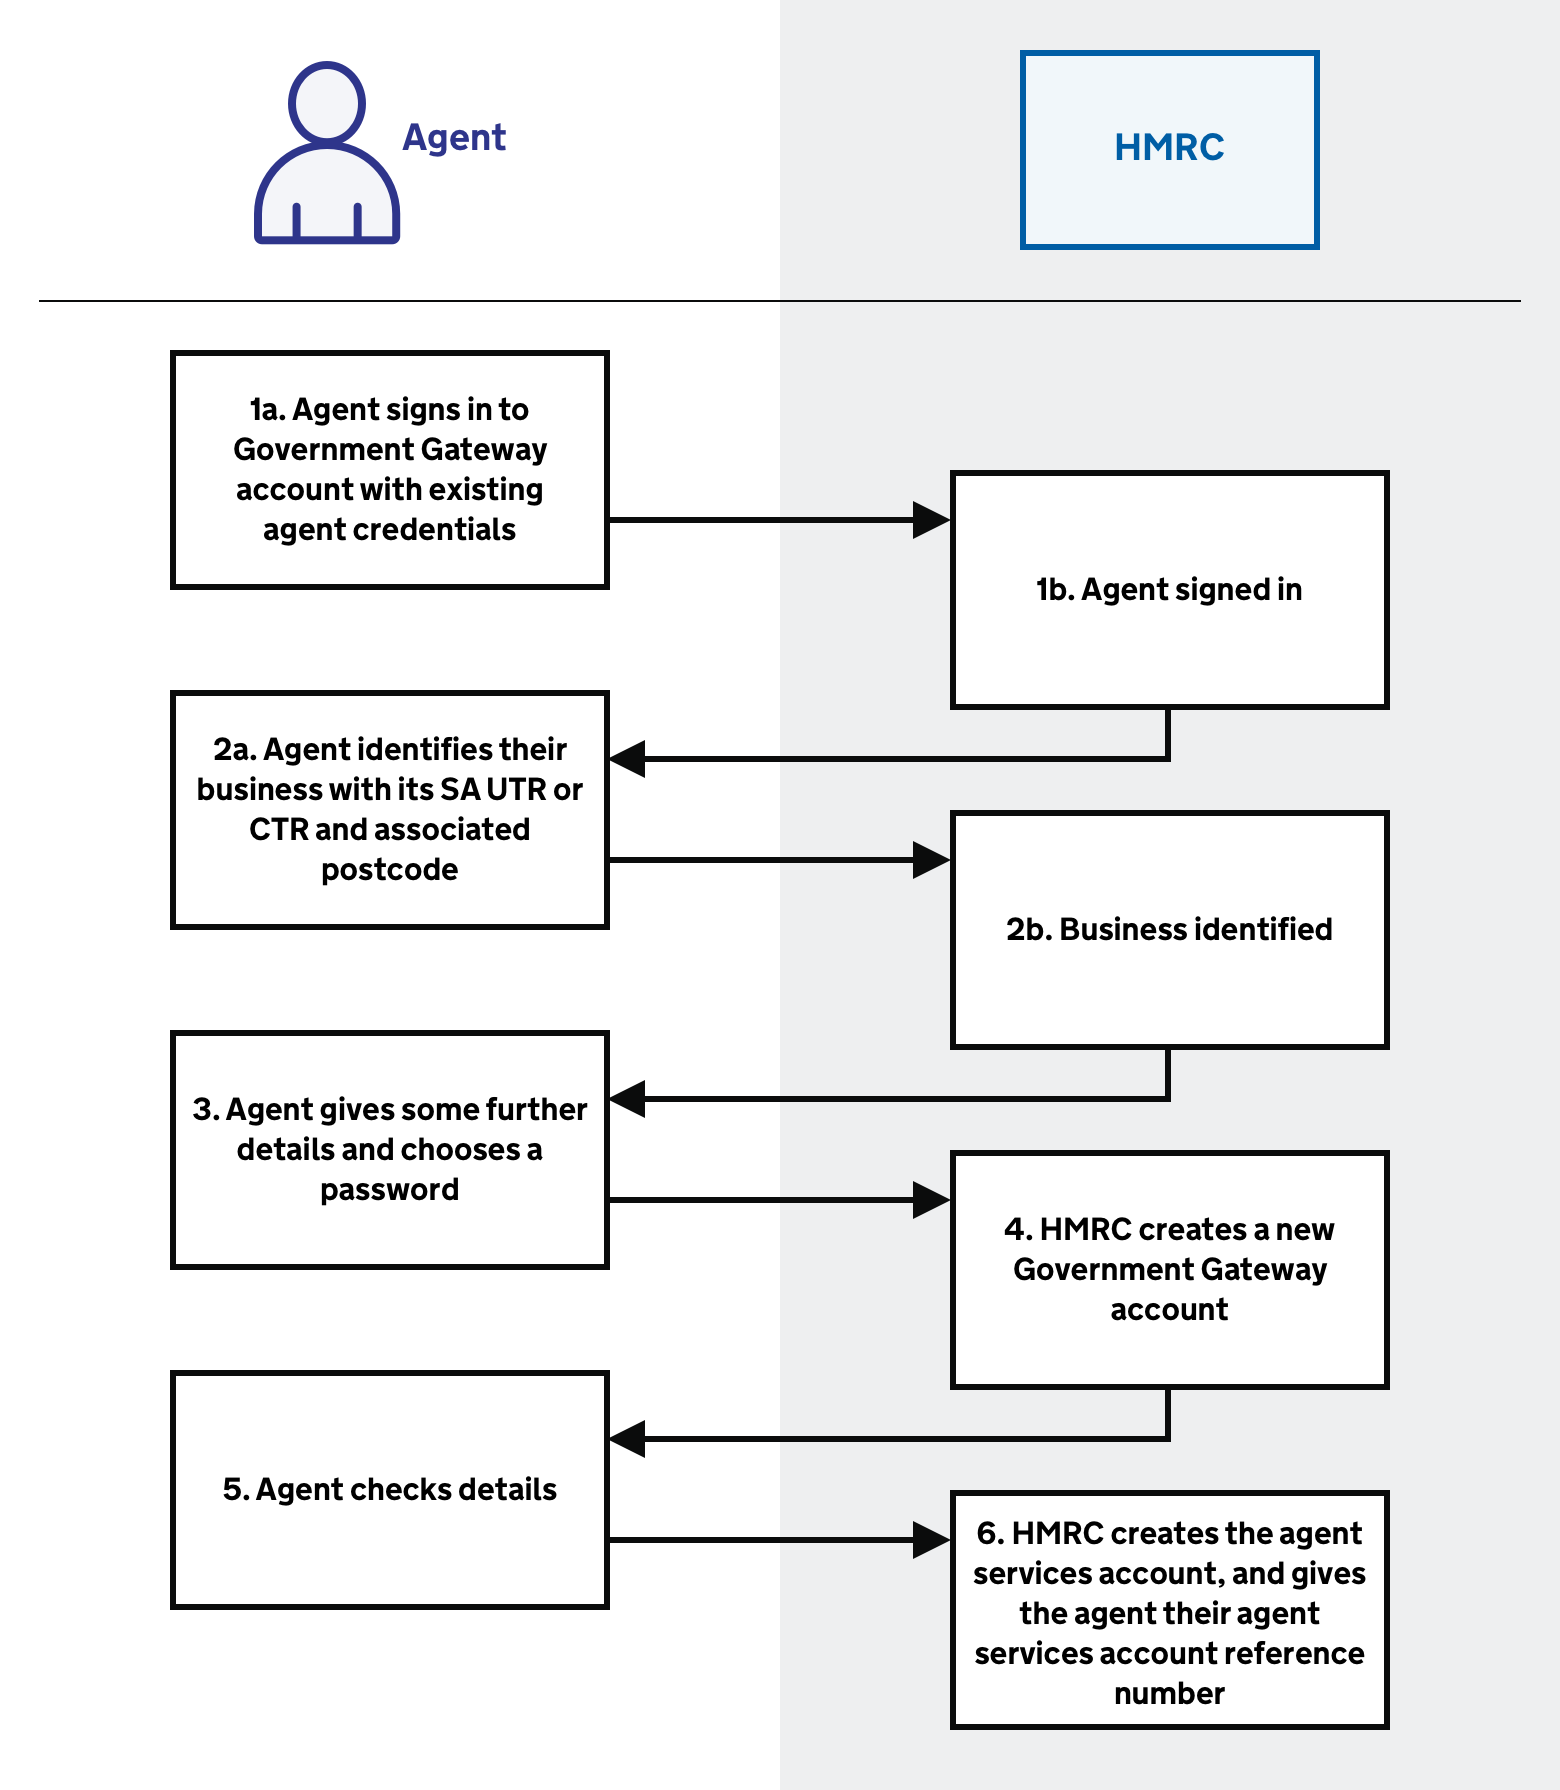 Agent
HMRC
1a. Agent signs in to
Government Gateway
account with existing
agent credentials
1b. Agent signed in
2a. Agent identifies their
business with its SA UTR or
CTR and associated
postcode
2b. Business identified
3. Agent gives some further
details and chooses a
password
4. HMRC creates a new
Government Gateway
account
5. Agent checks details
6. HMRC creates the agent
services account, and gives
the agent their agent
services account reference
number